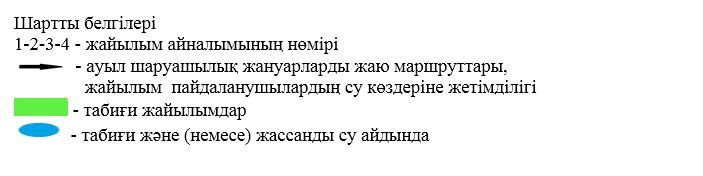 Шартты белгілері
1-2-3-4 - жайылым айналымының нөмірі
- ауыл шаруашылық жануарларды жаю маршруттары,
жайылым пайдаланушылардың су көздеріне жетімділігі
- табиғи жайылымдар
- табиғи және (немесе) жассанды су айдында